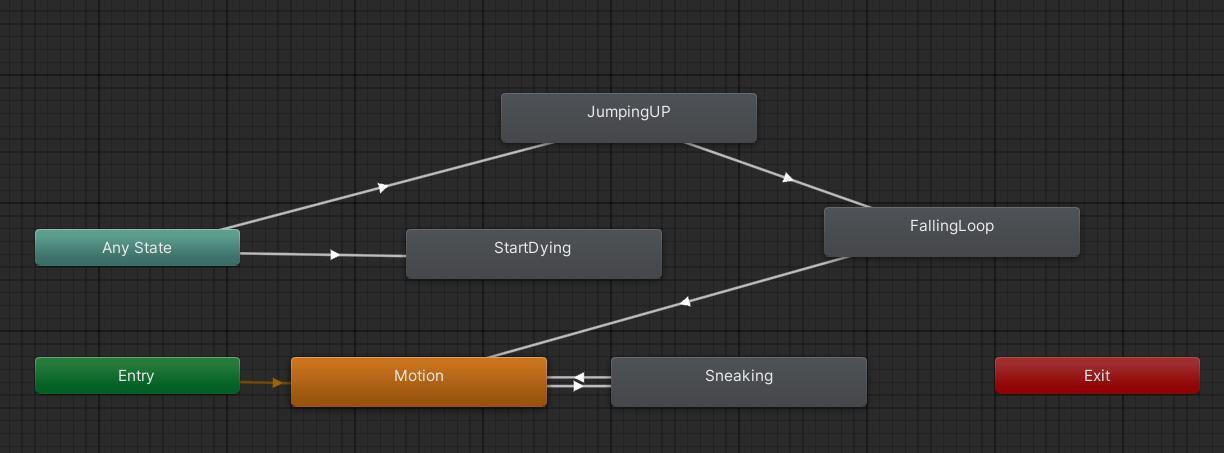 JumpingUP
FallingLoop
Any State
StartDying
Entry
Motion
Sneaking
Exit